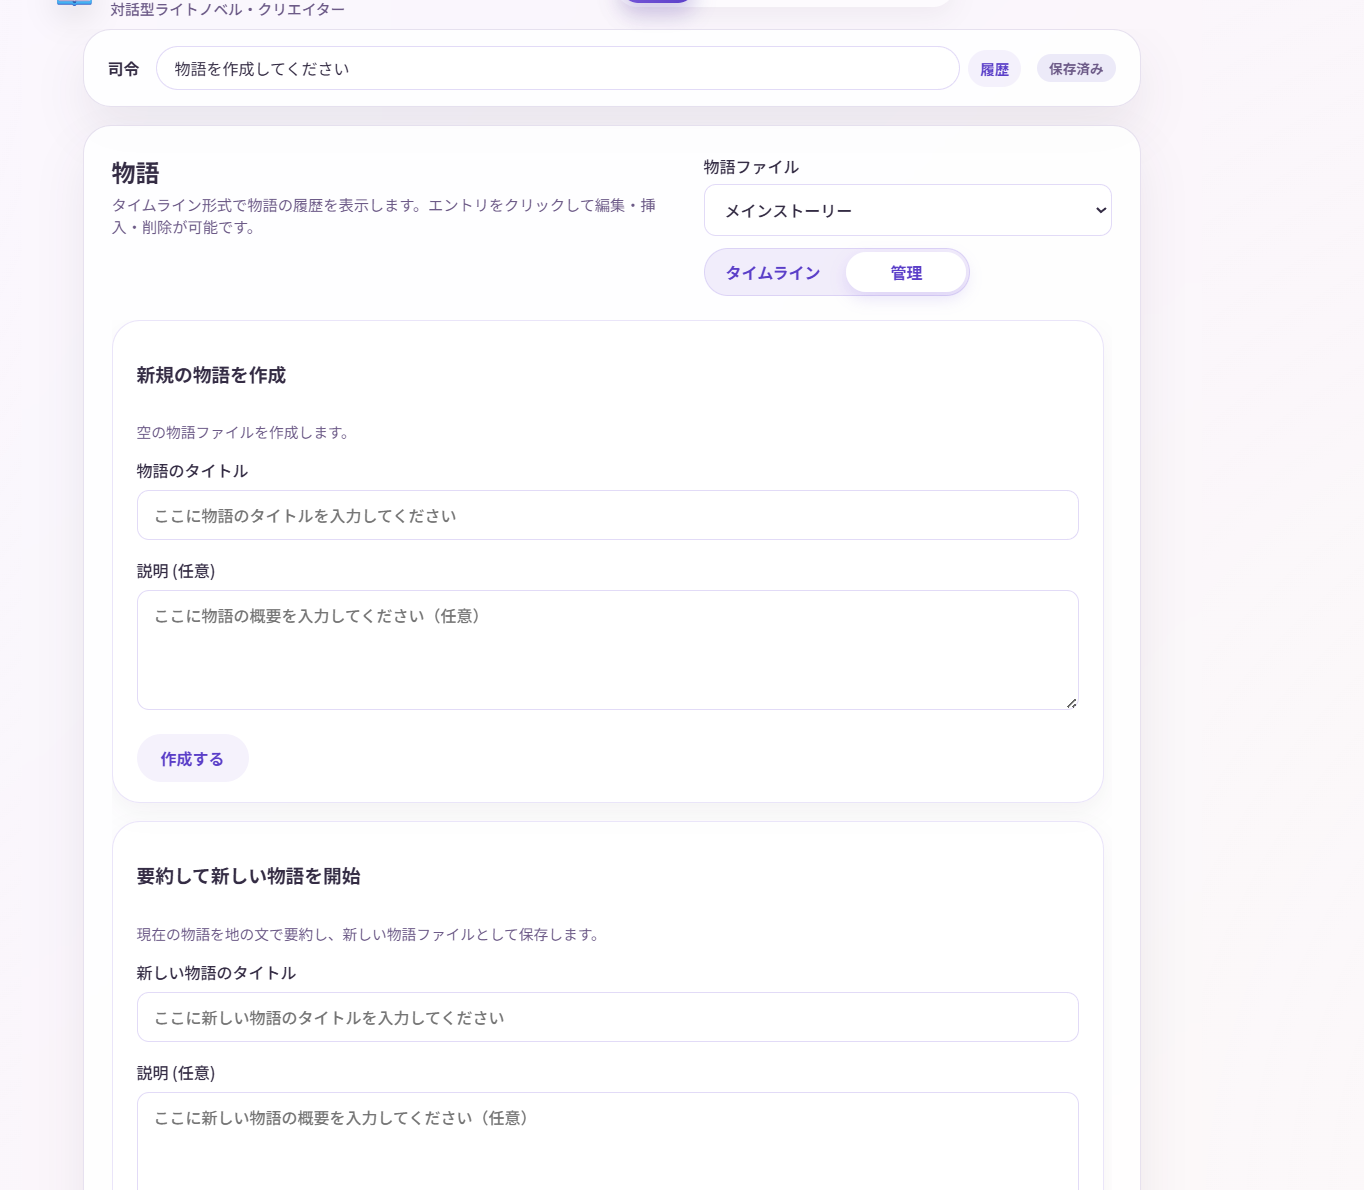 対話型ライトノベル・クリエイター
司令
物語を作成してください
履歴
保存済み
物語
タイムライン形式で物語の履歴を表示します。エントリをクリックして編集・挿
入・削除が可能です。
物語ファイル
メインストーリー
タイムライン
管理
新規の物語を作成
空の物語ファイルを作成します。
物語のタイトル
ここに物語のタイトルを入力してください
説明 (任意)
ここに物語の概要を入力してください（任意）
作成する
要約して新しい物語を開始
現在の物語を地の文で要約し、新しい物語ファイルとして保存します。
新しい物語のタイトル
ここに新しい物語のタイトルを入力してください
説明 (任意)
ここに新しい物語の概要を入力してください（任意）